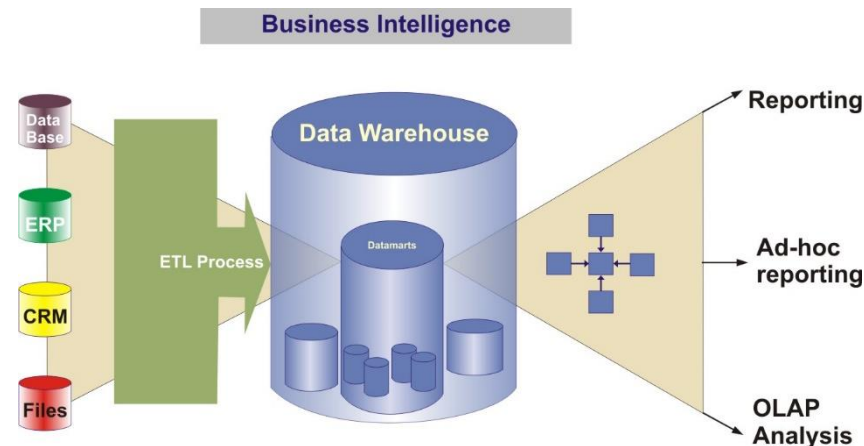 Business Intelligence
Data
Base
ERP
CRM
Files
ETL Process
Data Warehouse
Datamarts
Reporting
Ad-hoc
reporting
OLAP
Analysis